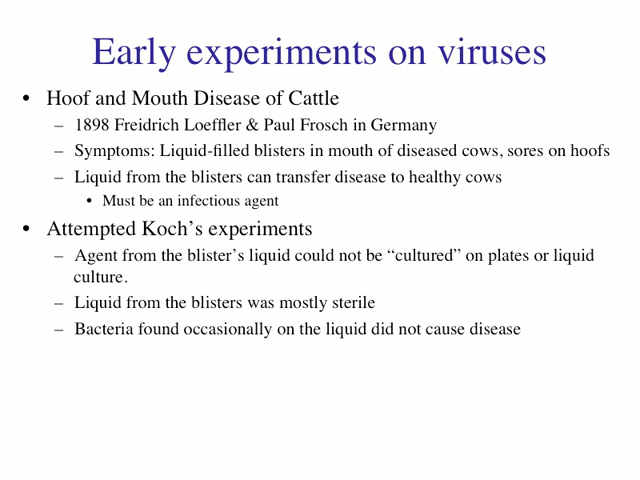 Early experiments on viruses
• Hoof and Mouth Disease of Cattle
– 1898 Freidrich Loeffler & Paul Frosch in Germany
– Symptoms: Liquid-filled blisters in mouth of diseased cows, sores on hoofs
– Liquid from the blisters can transfer disease to healthy cows
• Must be an infectious agent
• Attempted Koch’s experiments
– Agent from the blister’s liquid could not be “cultured” on plates or liquid
culture.
– Liquid from the blisters was mostly sterile
– Bacteria found occasionally on the liquid did not cause disease